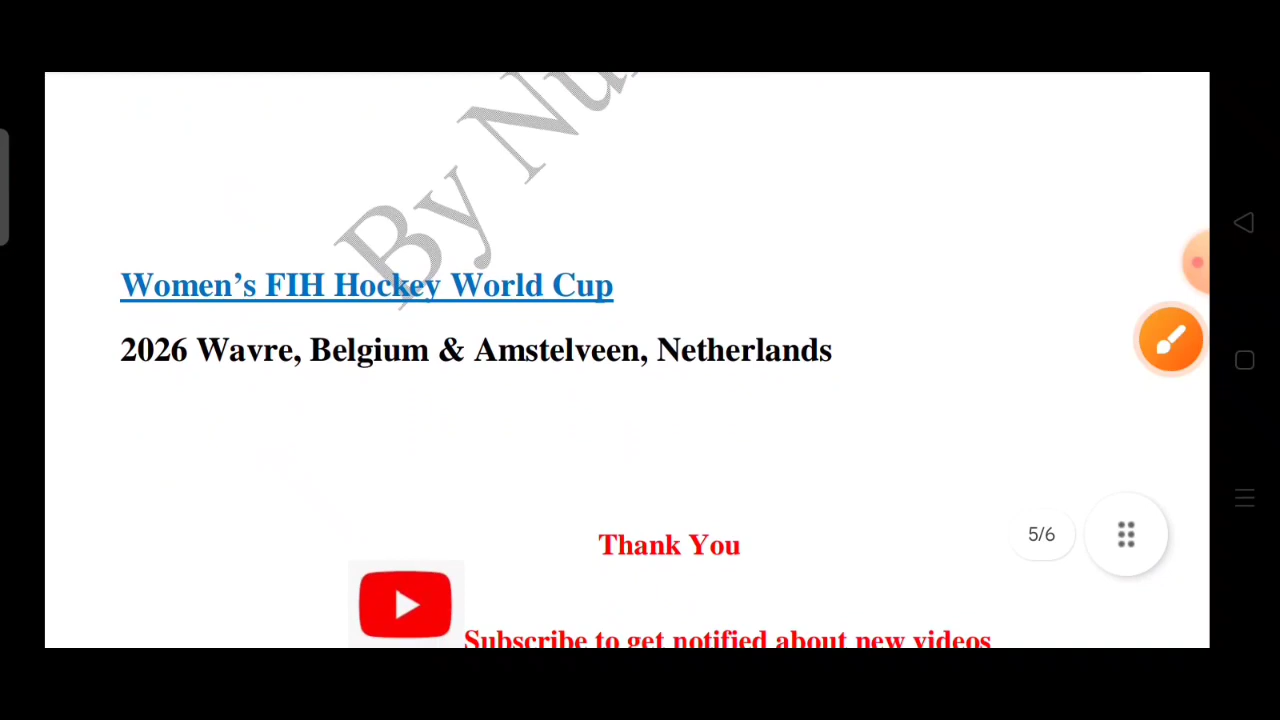 By Nu
Women's FIH Hockey World Cup
2026 Wavre, Belgium & Amstelveen, Netherlands
Thank You
5/6
Subscribe to get notified about new videos